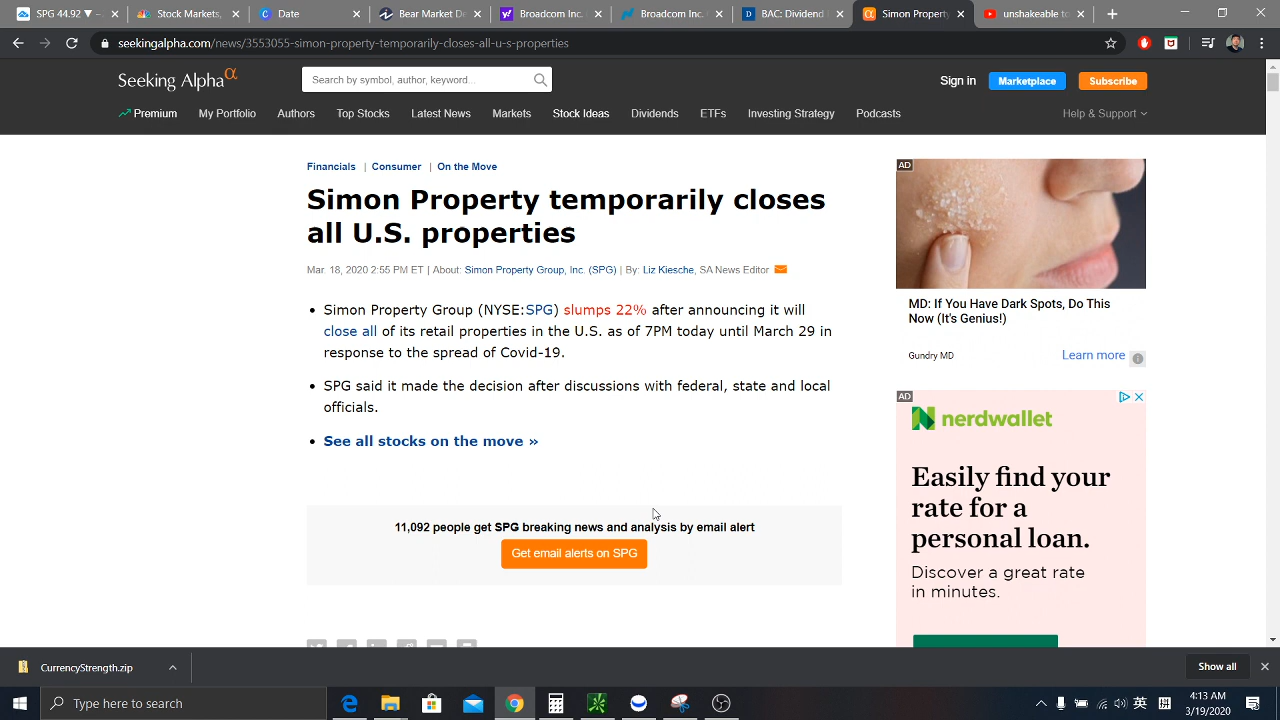 SPG 44.92 ▼ -
Stock Markets,
Date
Bear Market De
Broadcom Inc.
Broadcom Inc.
BAC: Dividend
Simon Property
unshakeable to
seekingalpha.com/news/3553055-simon-property-temporarily-closes-all-u-s-properties
Seeking Alpha α
Search by symbol, author, keyword...
Sign in
Marketplace
Subscribe
Premium
My Portfolio
Authors
Top Stocks
Latest News
Markets
Stock Ideas
Dividends
ETFs
Investing Strategy
Podcasts
Help & Support
Financials | Consumer | On the Move
Simon Property temporarily closes
all U.S. properties
Mar. 18, 2020 2:55 PM ET | About: Simon Property Group, Inc. (SPG) | By: Liz Kiesche, SA News Editor
• Simon Property Group (NYSE:SPG) slumps 22% after announcing it will
close all of its retail properties in the U.S. as of 7PM today until March 29 in
response to the spread of Covid-19.
• SPG said it made the decision after discussions with federal, state and local
officials.
• See all stocks on the move »
11,092 people get SPG breaking news and analysis by email alert
Get email alerts on SPG
AD
MD: If You Have Dark Spots, Do This
Now (It's Genius!)
Gundry MD
Learn more
AD
nerdwallet
Easily find your
rate for a
personal loan.
Discover a great rate
in minutes.
CurrencyStrength.zip
Show all
Type here to search
英
拼
4:13 AM
3/19/2020